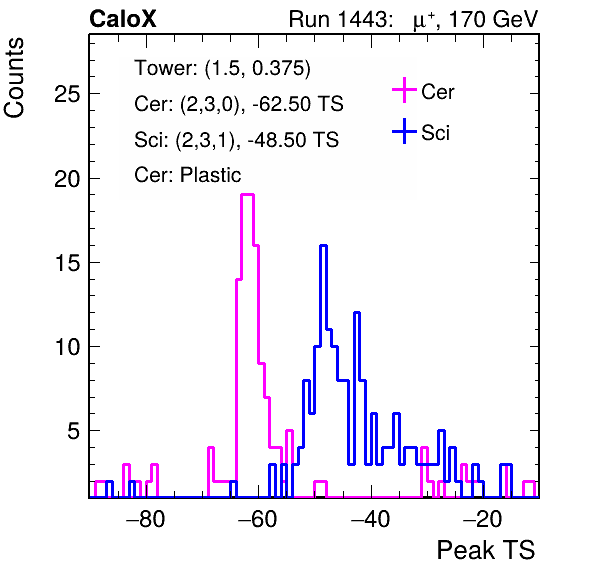 CaloX Run 1443: μ⁺, 170 GeV
Counts
Tower: (1.5, 0.375)
Cer: (2,3,0), -62.50 TS
Sci: (2,3,1), -48.50 TS
Cer: Plastic
Cer
Sci
25
20
15
10
5
−80 −60 −40 −20
Peak TS